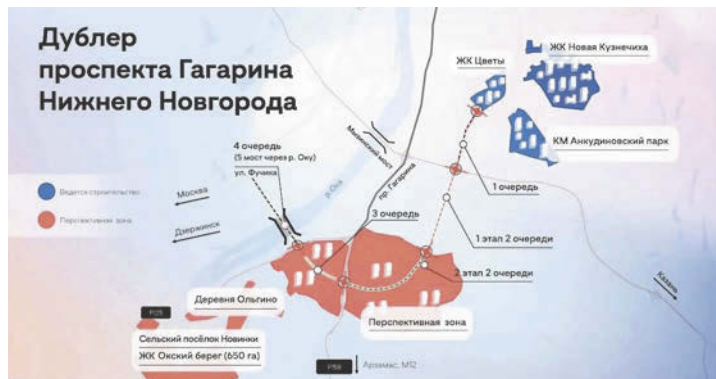 Дублер
проспекта Гагарина
Нижнего Новгорода
ЖК Новая Кузнечиха
ЖК Цветы
КМ Анкудиновский парк
Мызинский мост
4 очередь
(5 мост через р. Оку)
ул. Фучика
р. Ока
пр. Гагарина
1 очередь
Ведется строительство
Перспективная зона
Москва
Дзержинск
3 очередь
1 этап 2 очереди
2 этап 2 очереди
Казань
Деревня Ольгино
Перспективная зона
Сельский посёлок Новинки
ЖК Окский берег (650 га)
Арзамас, М12